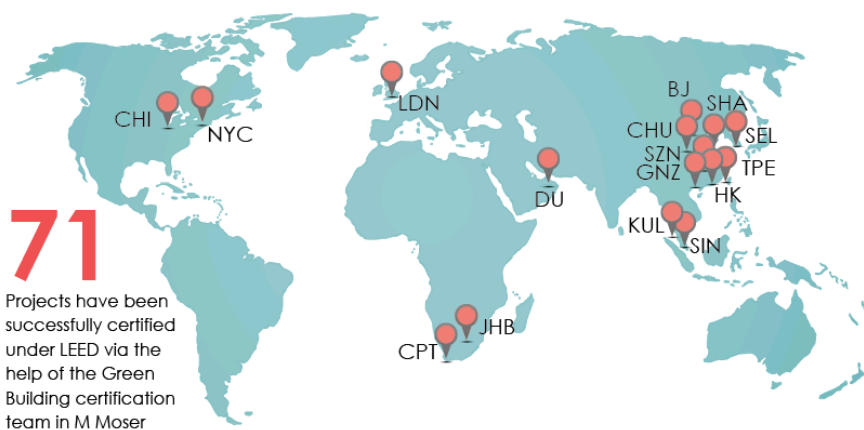 BJ
SHA
LDN
CHI
NYC
CHU
SEL
SZN
TPE
GNZ
DU
HK
KUL
SIN
71
Projects have been
successfully certified
under LEED via the
help of the Green
Building certification
team in M Moser
JHB
CPT